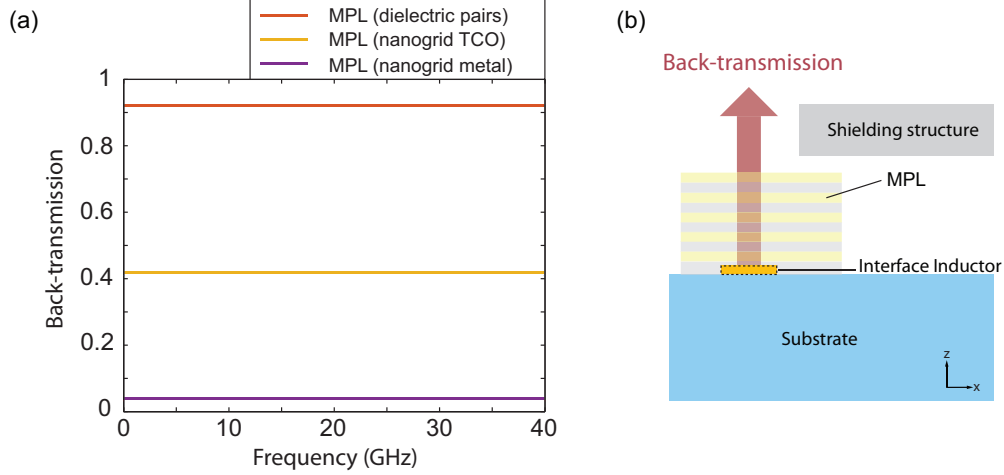 (a)
MPL (dielectric pairs)
MPL (nanogrid TCO)
MPL (nanogrid metal)
1
0.8
0.6
0.4
0.2
0
Back-transmission
0
10
20
30
40
Frequency (GHz)
(b)
Back-transmission
Shielding structure
MPL
Interface Inductor
Substrate
z
x